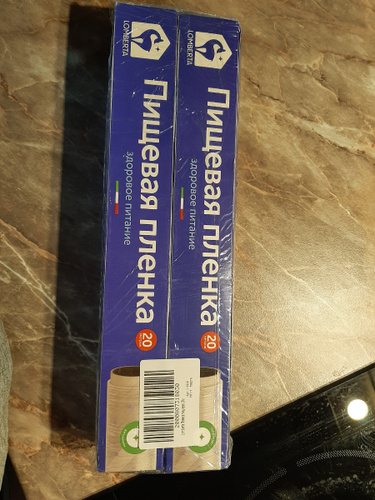 LOMBERTA
Пищевая пленка
здоровое питание
20
LOMBERTA
Пищевая пленка
здоровое питание
20